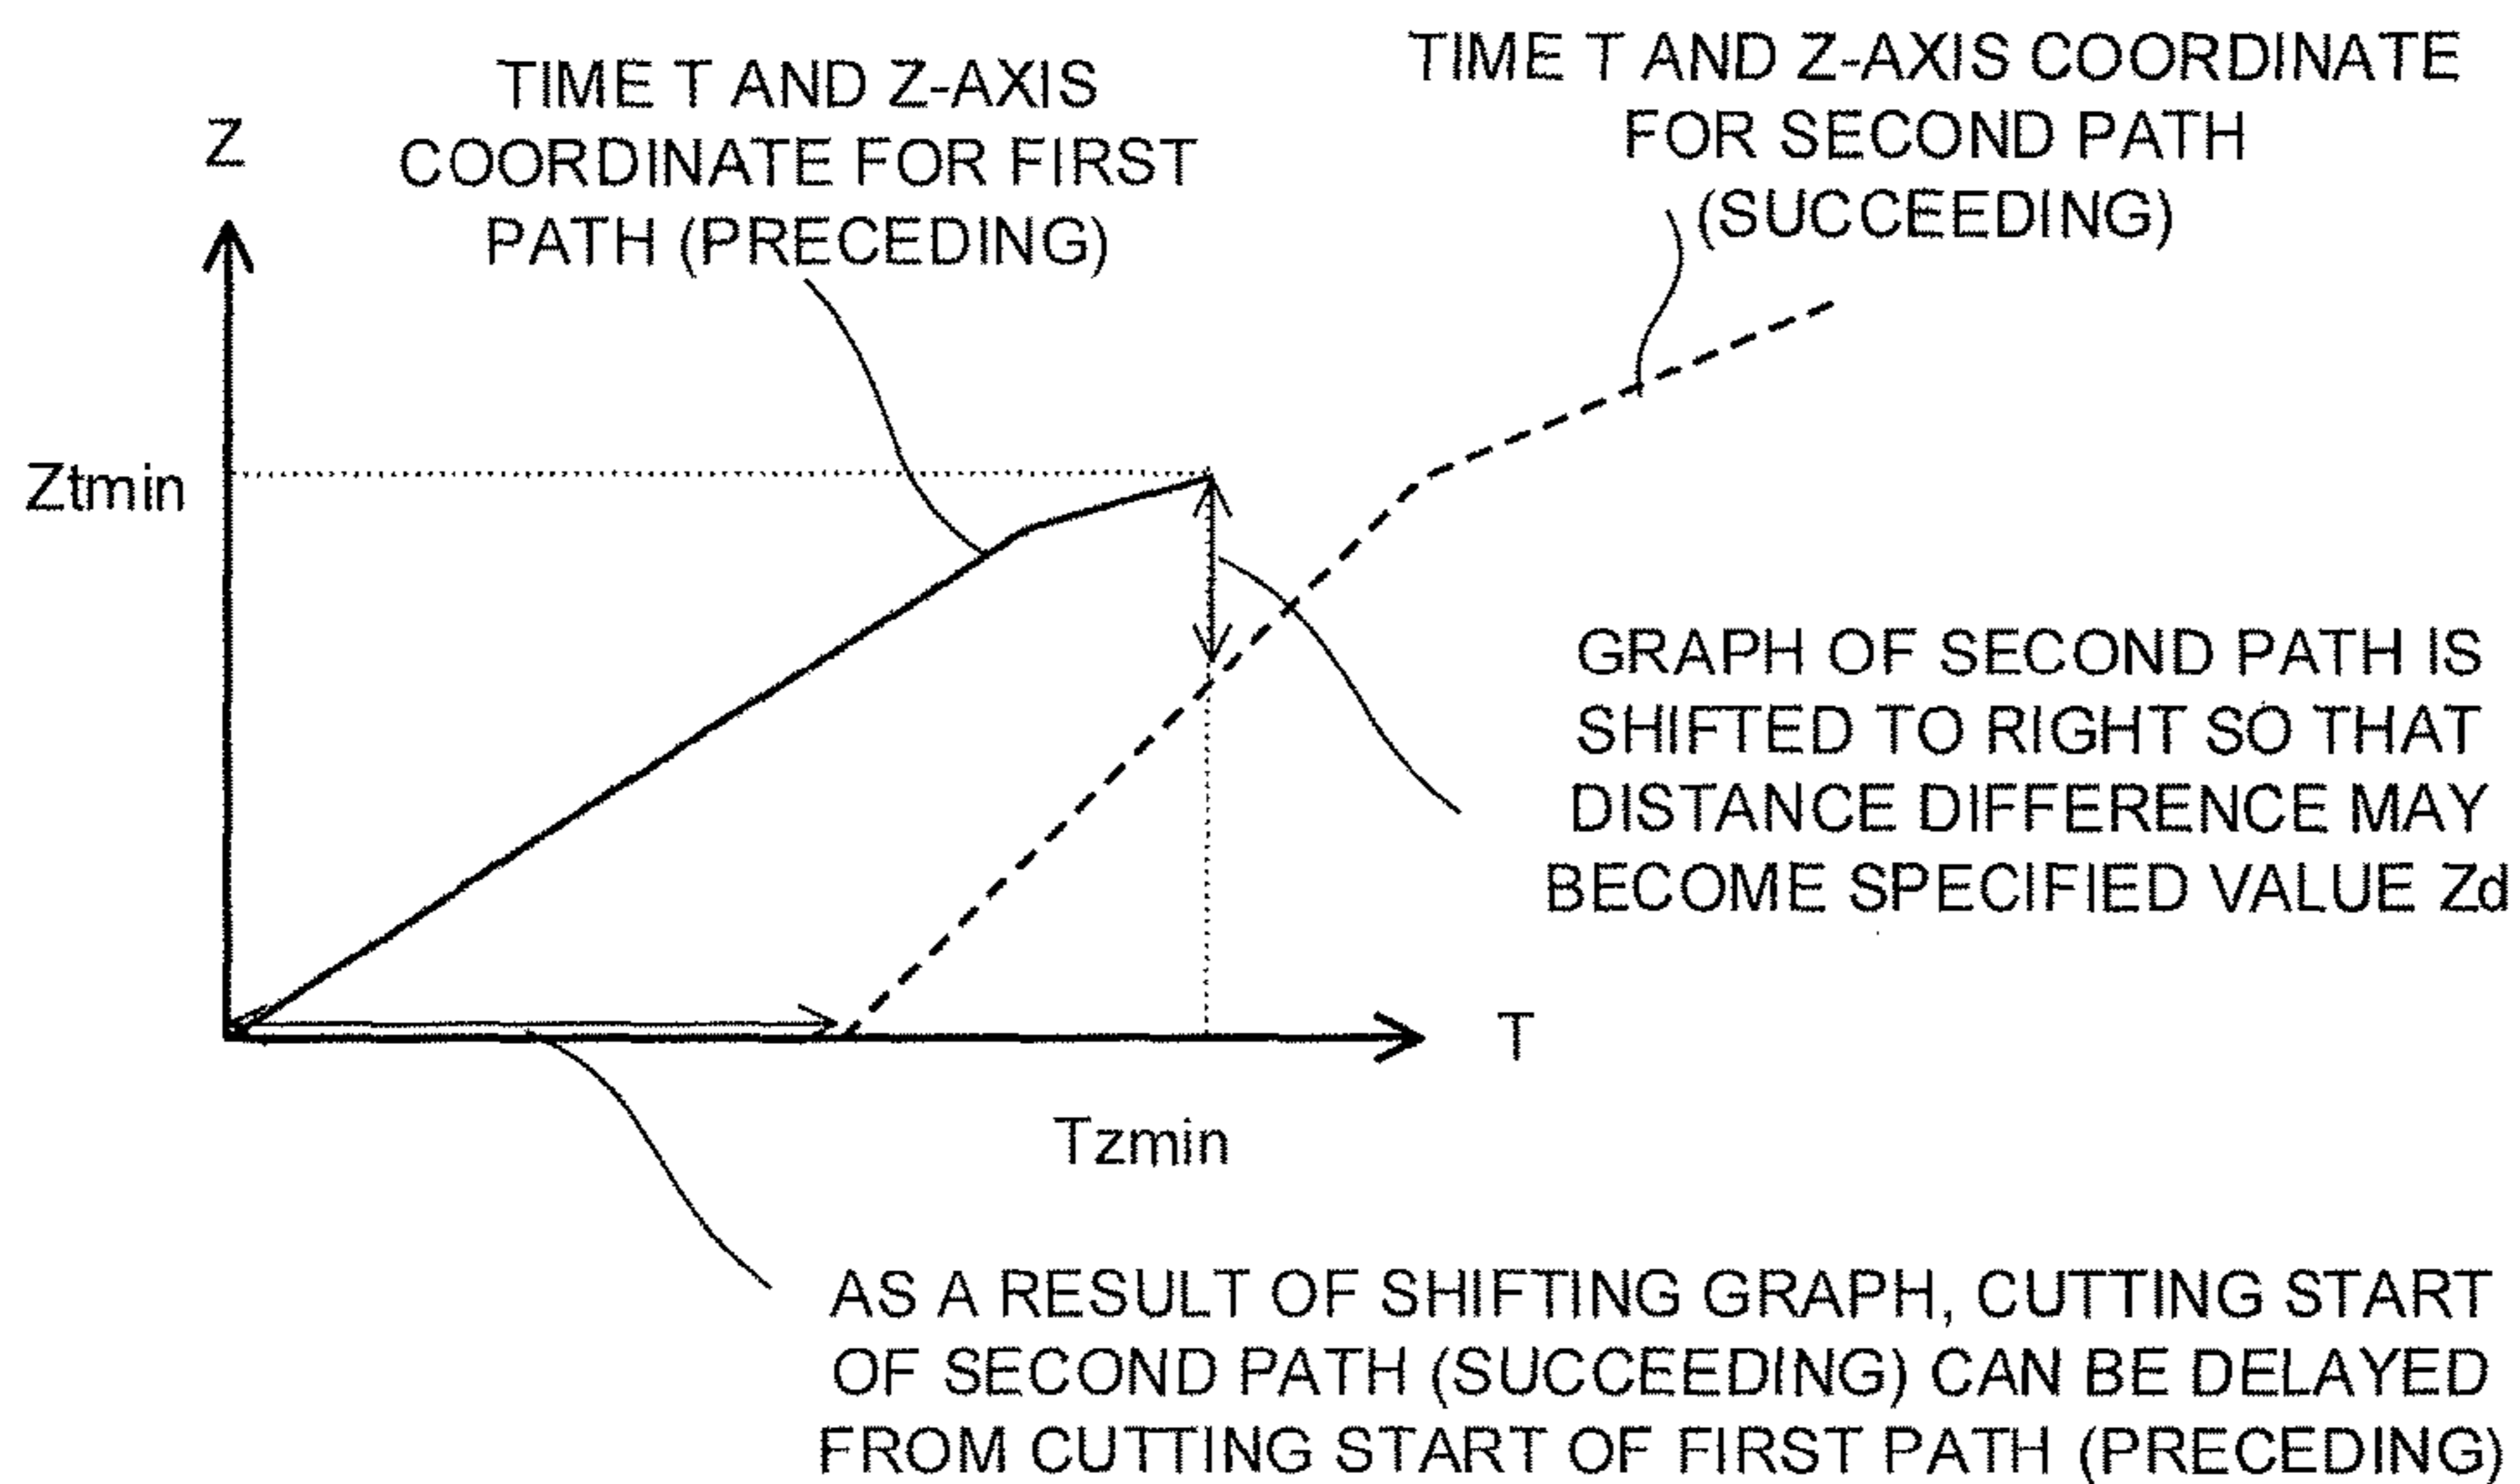 TIME T AND Z-AXIS
COORDINATE FOR FIRST
PATH (PRECEDING)
TIME T AND Z-AXIS COORDINATE
FOR SECOND PATH
(SUCCEEDING)
Z
Ztmin
GRAPH OF SECOND PATH IS
SHIFTED TO RIGHT SO THAT
DISTANCE DIFFERENCE MAY
BECOME SPECIFIED VALUE Zd
T
Tzmin
AS A RESULT OF SHIFTING GRAPH, CUTTING START
OF SECOND PATH (SUCCEEDING) CAN BE DELAYED
FROM CUTTING START OF FIRST PATH (PRECEDING)